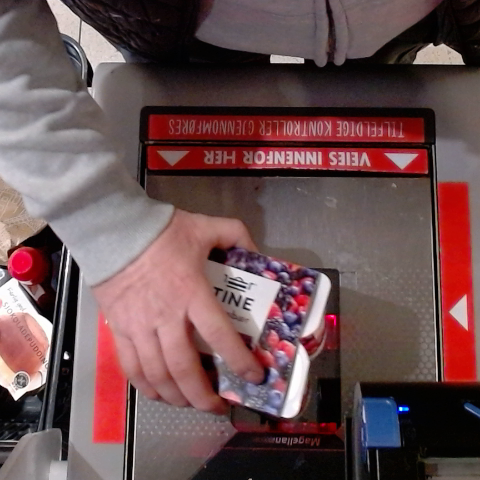 TILFELDIGE KONTROLLER GJENNOMFØRES
VEIES INNENFOR HER
TINE
Magellan